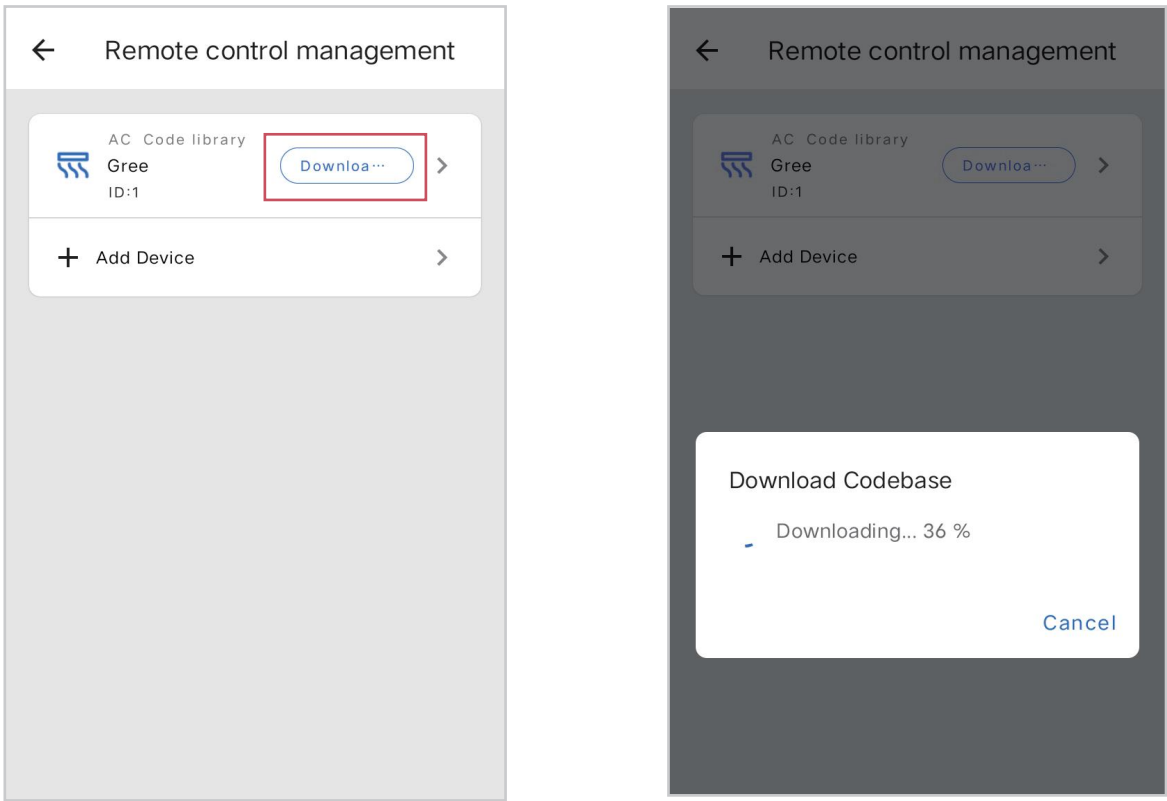 Remote control management
AC Code library
Gree
Downloa···
ID:1
Add Device
Remote control management
AC Code library
Gree
Downloa···
ID:1
Add Device
Download Codebase
Downloading... 36 %
Cancel